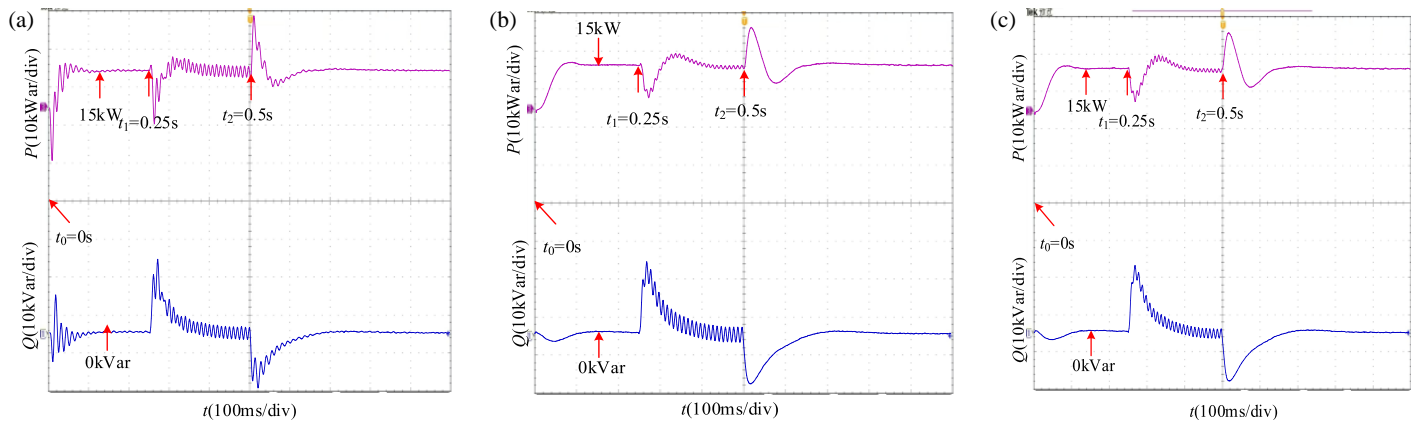 (a)
P(10kWar/div)
15kW
t1=0.25s
t2=0.5s
t0=0s
Q(10kVar/div)
0kVar
t(100ms/div)
(b)
P(10kWar/div)
15kW
t1=0.25s
t2=0.5s
t0=0s
Q(10kVar/div)
0kVar
t(100ms/div)
(c)
Tek
P(10kWar/div)
15kW
t1=0.25s
t2=0.5s
t0=0s
Q(10kVar/div)
0kVar
t(100ms/div)